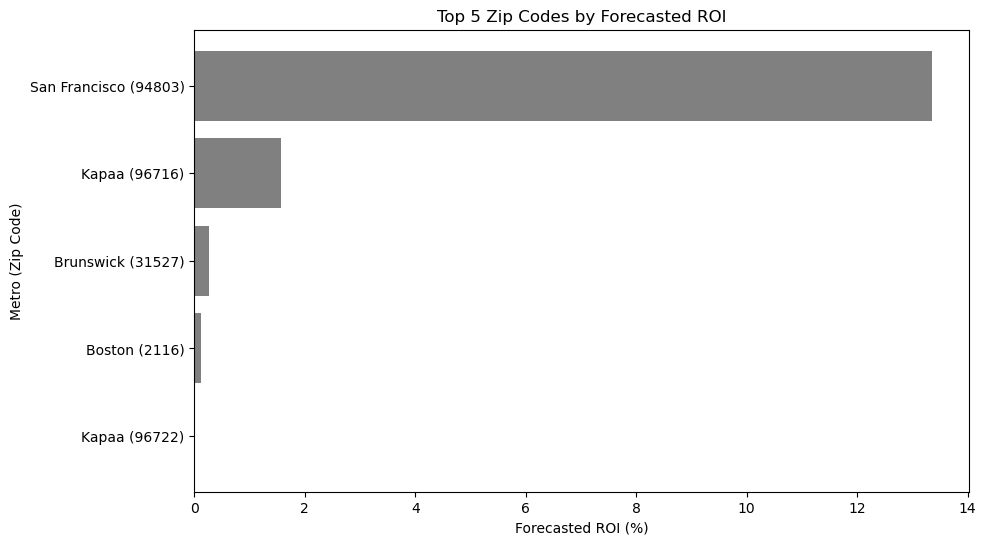 Top 5 Zip Codes by Forecasted ROI
Metro (Zip Code)
San Francisco (94803)
Kapaa (96716)
Brunswick (31527)
Boston (2116)
Kapaa (96722)
0 2 4 6 8 10 12 14
Forecasted ROI (%)